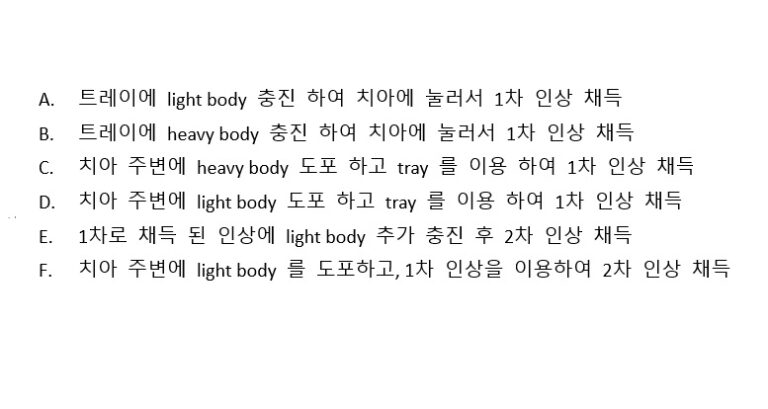 A. 트레이에 light body 충진 하여 치아에 눌러서 1차 인상 채득
B. 트레이에 heavy body 충진 하여 치아에 눌러서 1차 인상 채득
C. 치아 주변에 heavy body 도포 하고 tray 를 이용 하여 1차 인상 채득
D. 치아 주변에 light body 도포 하고 tray 를 이용 하여 1차 인상 채득
E. 1차로 채득 된 인상에 light body 추가 충진 후 2차 인상 채득
F. 치아 주변에 light body 를 도포하고, 1차 인상을 이용하여 2차 인상 채득